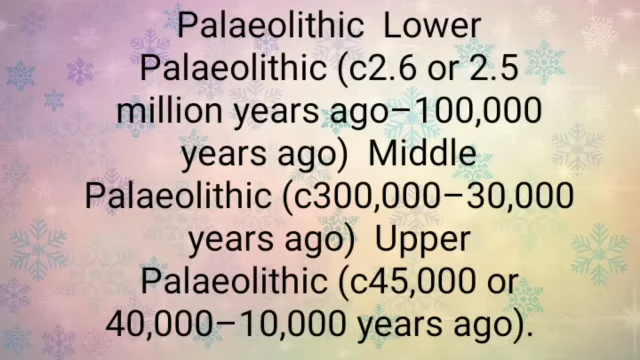 Palaeolithic  Lower
Palaeolithic (c2.6 or 2.5
million years ago–100,000
years ago)  Middle
Palaeolithic (c300,000–30,000
years ago)  Upper
Palaeolithic (c45,000 or
40,000–10,000 years ago).